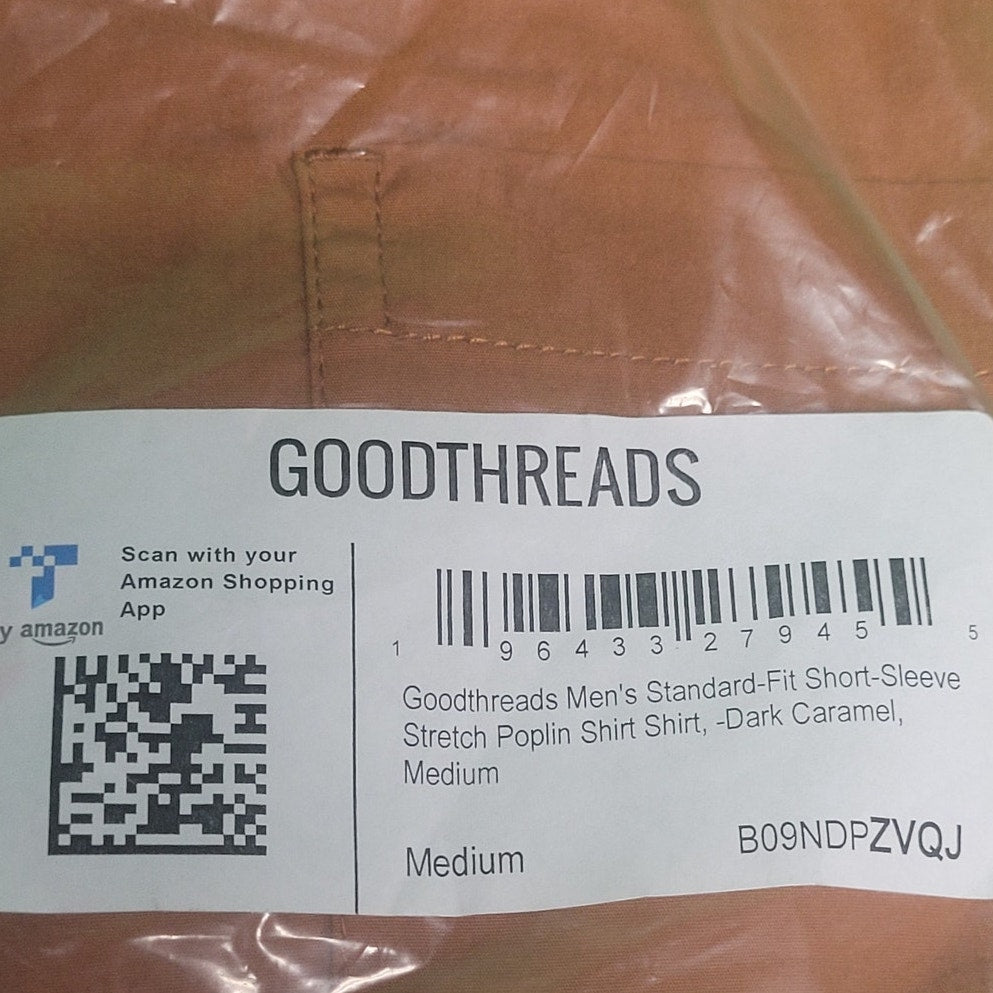 GOODTHREADS
Scan with your
Amazon Shopping
App
y amazon
1 96433 27945 5
Goodthreads Men's Standard-Fit Short-Sleeve
Stretch Poplin Shirt Shirt, -Dark Caramel,
Medium
Medium
B09NDPZVQJ